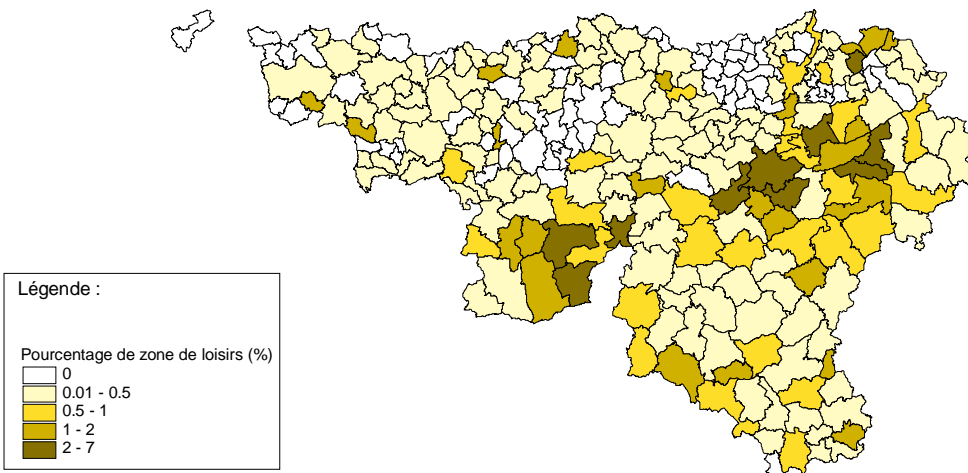 Légende :
Pourcentage de zone de loisirs (%)
0
0.01 - 0.5
0.5 - 1
1 - 2
2 - 7